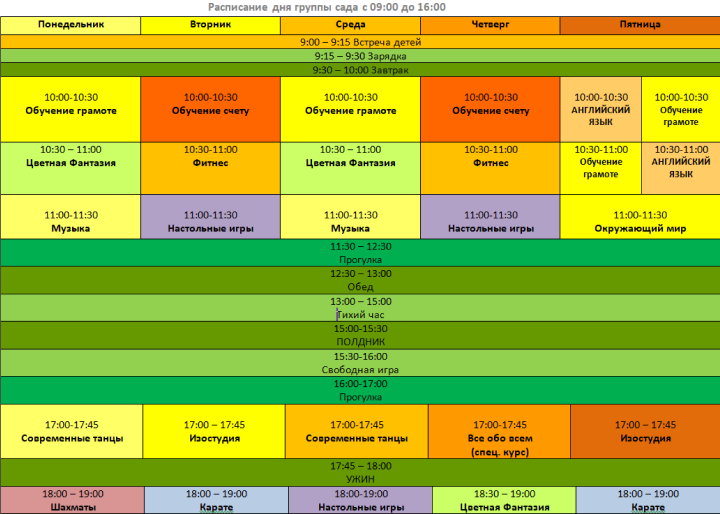 Расписание дня группы сада с 09:00 до 16:00
Понедельник Вторник Среда Четверг Пятница
9:00 – 9:15 Встреча детей
9:15 – 9:30 Зарядка
9:30 – 10:00 Завтрак
10:00-10:30
Обучение грамоте
10:00-10:30
Обучение счету
10:00-10:30
Обучение грамоте
10:00-10:30
Обучение счету
10:00-10:30
АНГЛИЙСКИЙ
ЯЗЫК
10:00-10:30
Обучение
грамоте
10:30 – 11:00
Цветная Фантазия
10:30-11:00
Фитнес
10:30 – 11:00
Цветная Фантазия
10:30-11:00
Фитнес
10:30-11:00
Обучение
грамоте
10:30-11:00
АНГЛИЙСКИЙ
ЯЗЫК
11:00-11:30
Музыка
11:00-11:30
Настольные игры
11:00-11:30
Музыка
11:00-11:30
Настольные игры
11:00-11:30
Окружающий мир
11:30 – 12:30
Прогулка
12:30 – 13:00
Обед
13:00 – 15:00
Тихий час
15:00-15:30
ПОЛДНИК
15:30-16:00
Свободная игра
16:00-17:00
Прогулка
17:00-17:45
Современные танцы
17:00 – 17:45
Изостудия
17:00-17:45
Современные танцы
17:00-17:45
Все обо всем
(спец. курс)
17:00 – 17:45
Изостудия
17:45 – 18:00
УЖИН
18:00 – 19:00
Шахматы
18:00 – 19:00
Карате
18:00-19:00
Настольные игры
18:30 – 19:00
Цветная Фантазия
18:00 – 19:00
Карате